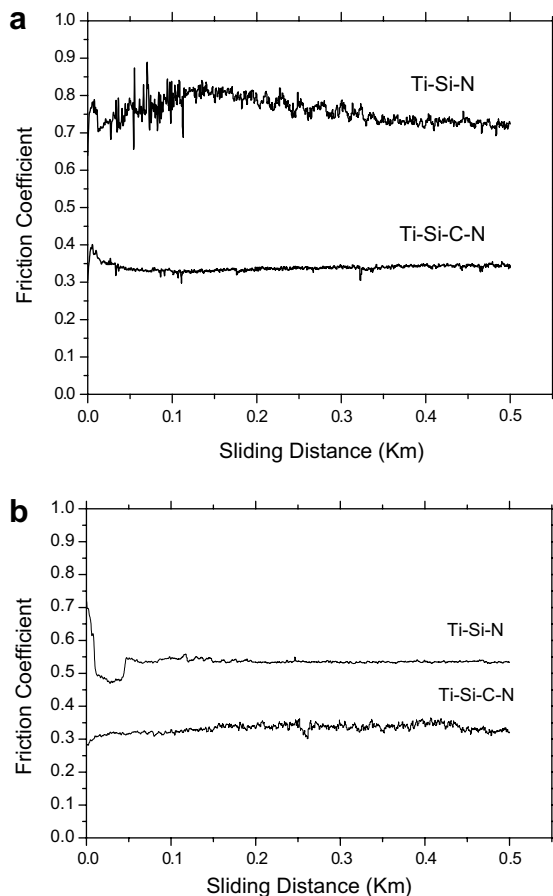 a
1.0
0.9
0.8
0.7
0.6
0.5
0.4
0.3
0.2
0.1
0.0
Friction Coefficient
Ti-Si-N
Ti-Si-C-N
0.0 0.1 0.2 0.3 0.4 0.5
Sliding Distance (Km)
b
1.0
0.9
0.8
0.7
0.6
0.5
0.4
0.3
0.2
0.1
0.0
Friction Coefficient
Ti-Si-N
Ti-Si-C-N
0.0 0.1 0.2 0.3 0.4 0.5
Sliding Distance (Km)